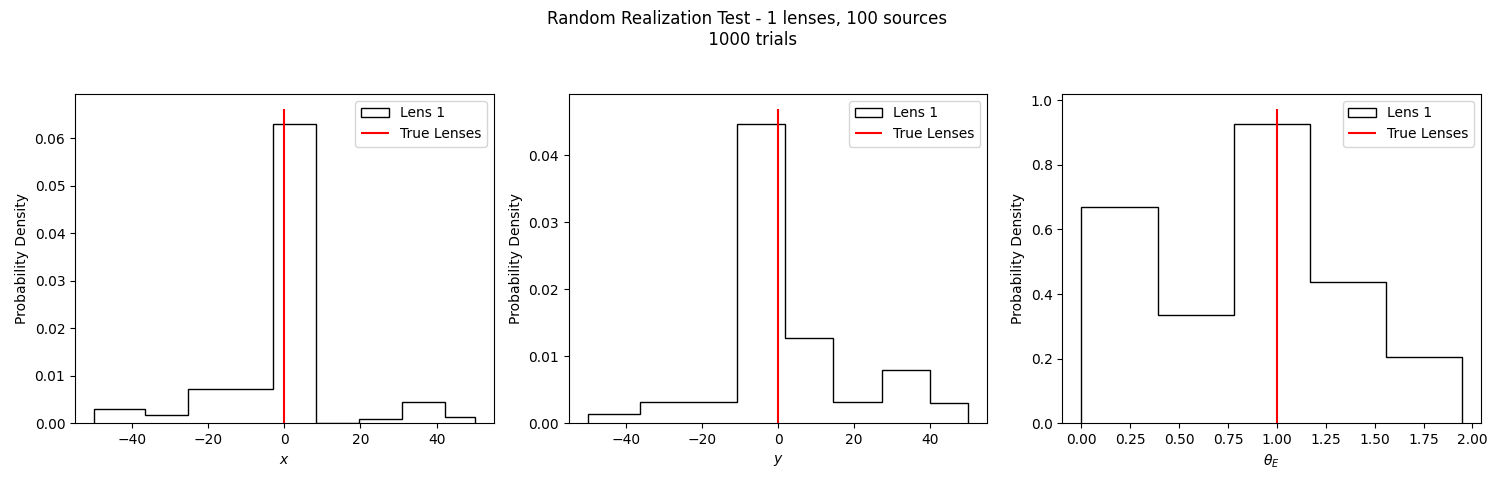 Random Realization Test - 1 lenses, 100 sources
1000 trials
Probability Density
0.00
0.01
0.02
0.03
0.04
0.05
0.06
−40
−20
0
20
40
x
Lens 1
True Lenses
Probability Density
0.00
0.01
0.02
0.03
0.04
−40
−20
0
20
40
y
Lens 1
True Lenses
Probability Density
0.0
0.2
0.4
0.6
0.8
1.0
0.00
0.25
0.50
0.75
1.00
1.25
1.50
1.75
2.00
θE
Lens 1
True Lenses